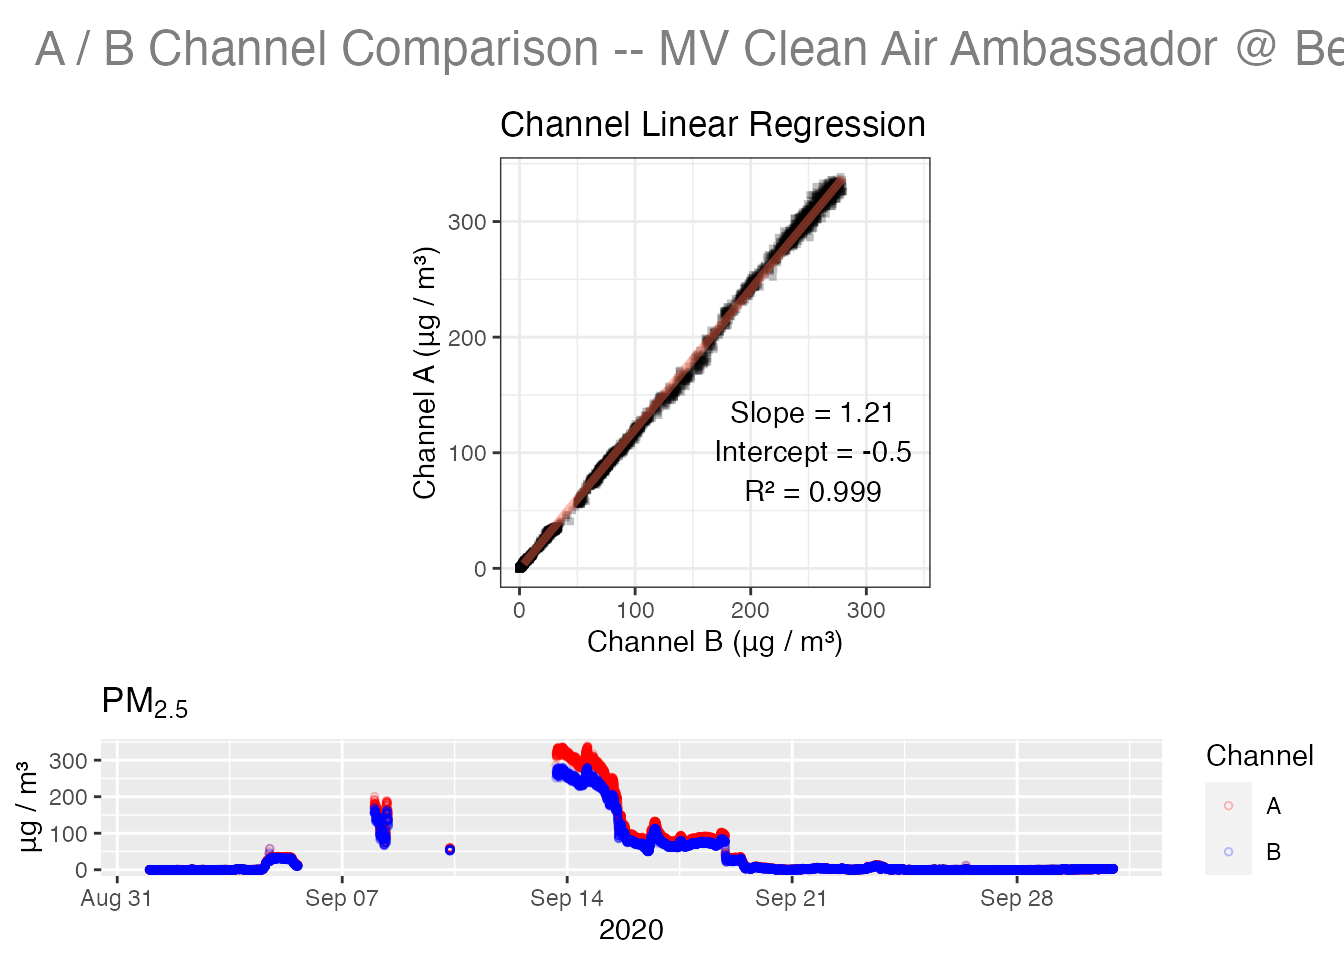 A / B Channel Comparison -- MV Clean Air Ambassador @ Be
Channel Linear Regression
Channel A (µg / m³)
300
200
100
0
Slope = 1.21
Intercept = -0.5
R² = 0.999
0 100 200 300
Channel B (µg / m³)
PM2.5
µg / m³
300
200
100
0
Aug 31 Sep 07 Sep 14 Sep 21 Sep 28
2020
Channel
A
B